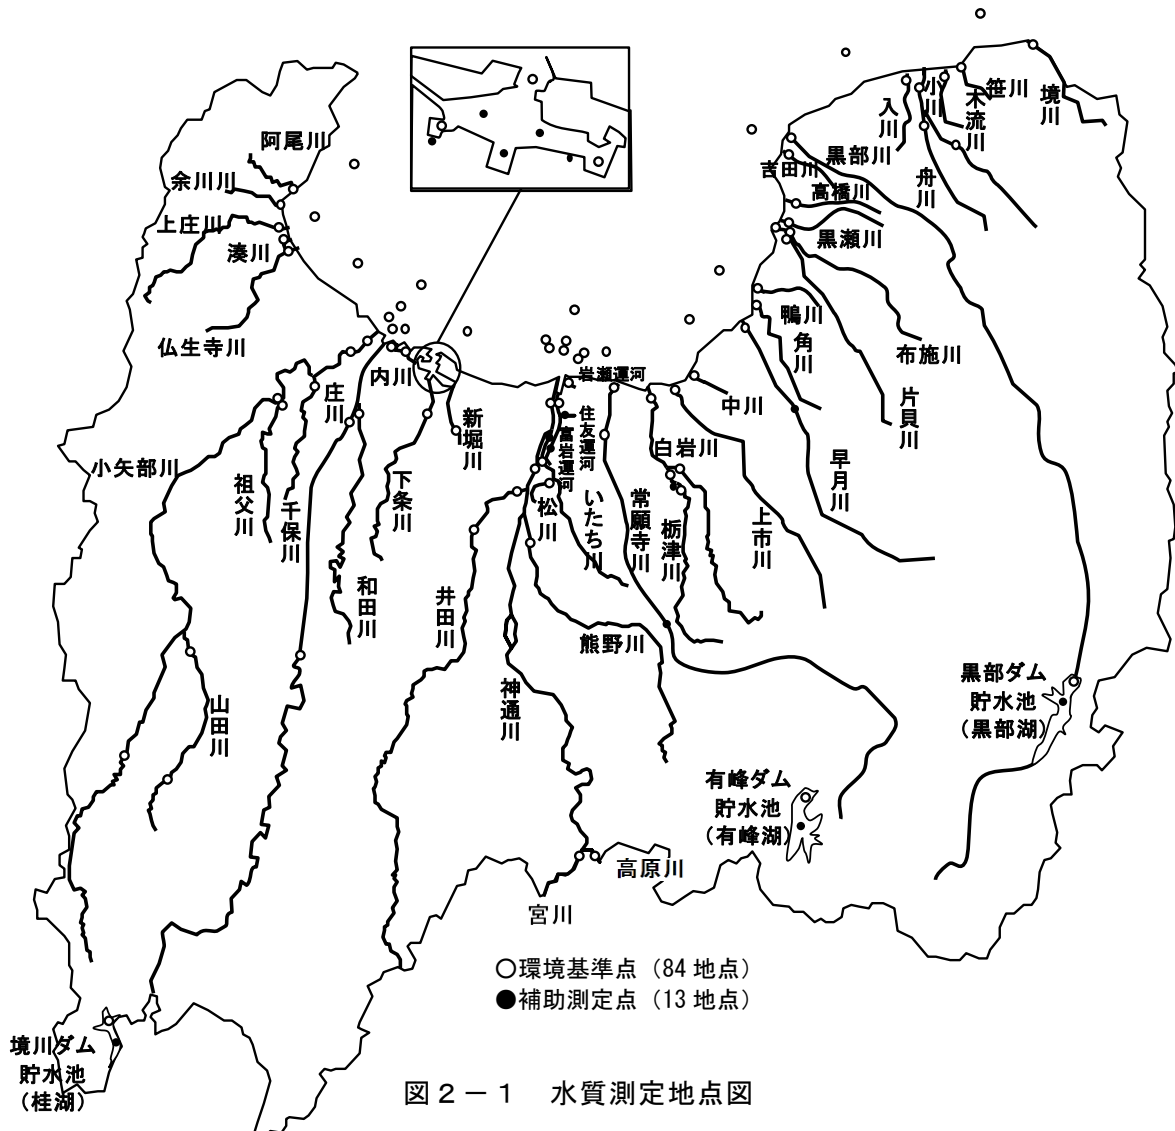 阿尾川
余川川
上庄川
湊川
仏生寺川
小矢部川
祖父川
千保川
庄川
内川
和田川
下条川
新堀川
山田川
井田川
神通川
松川
富岩運河
住友運河
岩瀬運河
いたち川
熊野川
常願寺川
栃津川
白岩川
上市川
中川
早月川
角川
鴨川
片貝川
布施川
黒瀬川
高橋川
吉田川
黒部川
入川
小川
舟川
木流川
笹川
境川
宮川
高原川
有峰ダム
貯水池
（有峰湖）
黒部ダム
貯水池
（黒部湖）
境川ダム
貯水池
（桂湖）
○環境基準点（84 地点）
●補助測定点（13 地点）
図２－１　水質測定地点図